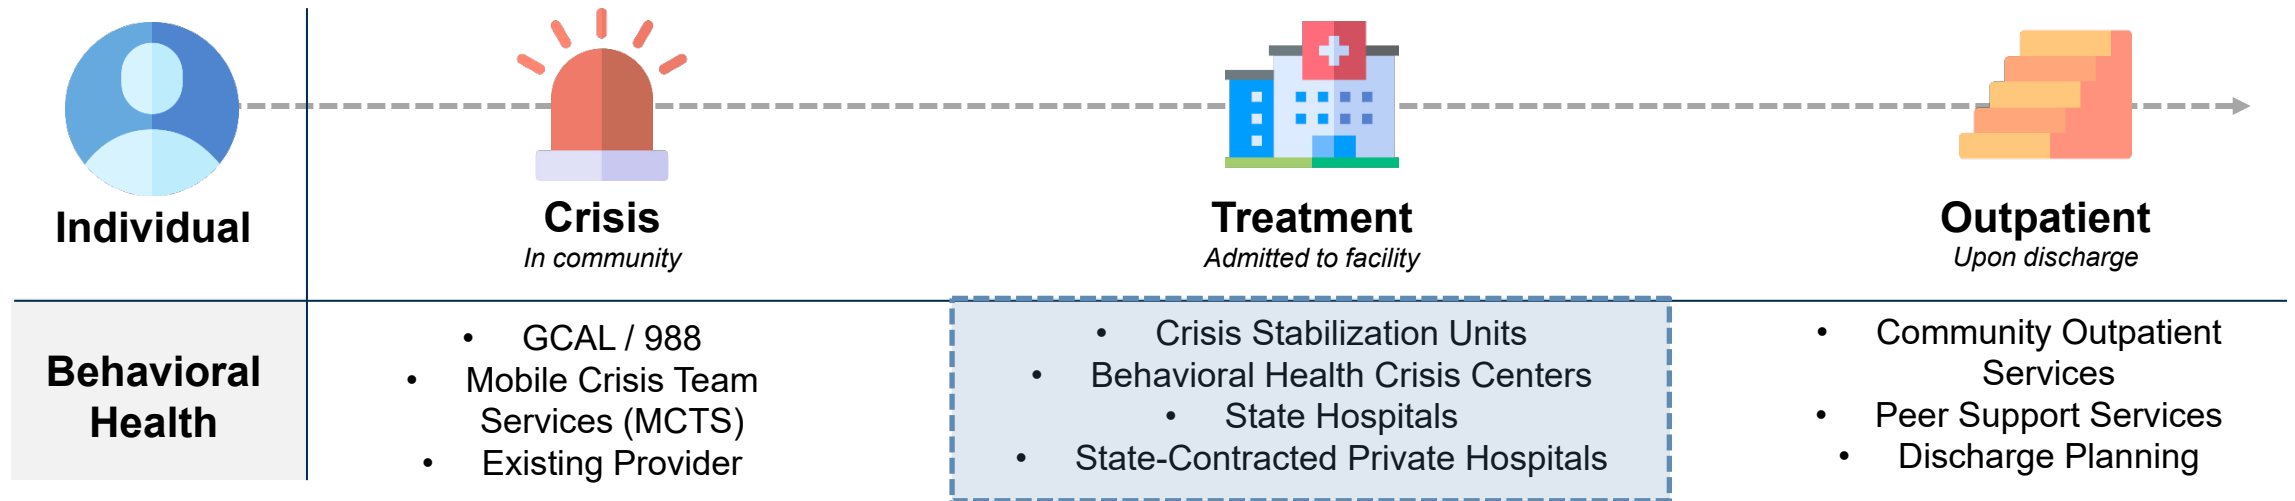 Individual
Crisis
In community
Treatment
Admitted to facility
Outpatient
Upon discharge
Behavioral
Health
• GCAL / 988
• Mobile Crisis Team
Services (MCTS)
• Existing Provider
• Crisis Stabilization Units
• Behavioral Health Crisis Centers
• State Hospitals
• State-Contracted Private Hospitals
• Community Outpatient
Services
• Peer Support Services
• Discharge Planning